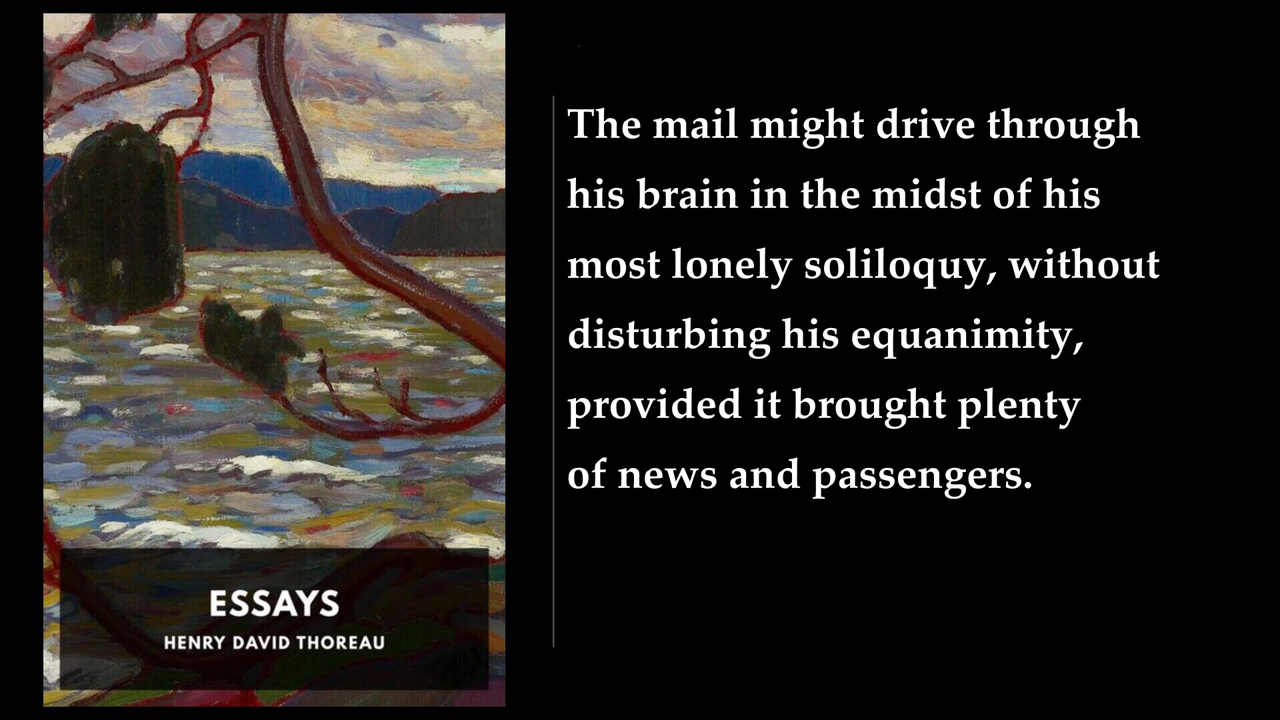 ESSAYS
HENRY DAVID THOREAU
The mail might drive through
his brain in the midst of his
most lonely soliloquy, without
disturbing his equanimity,
provided it brought plenty
of news and passengers.